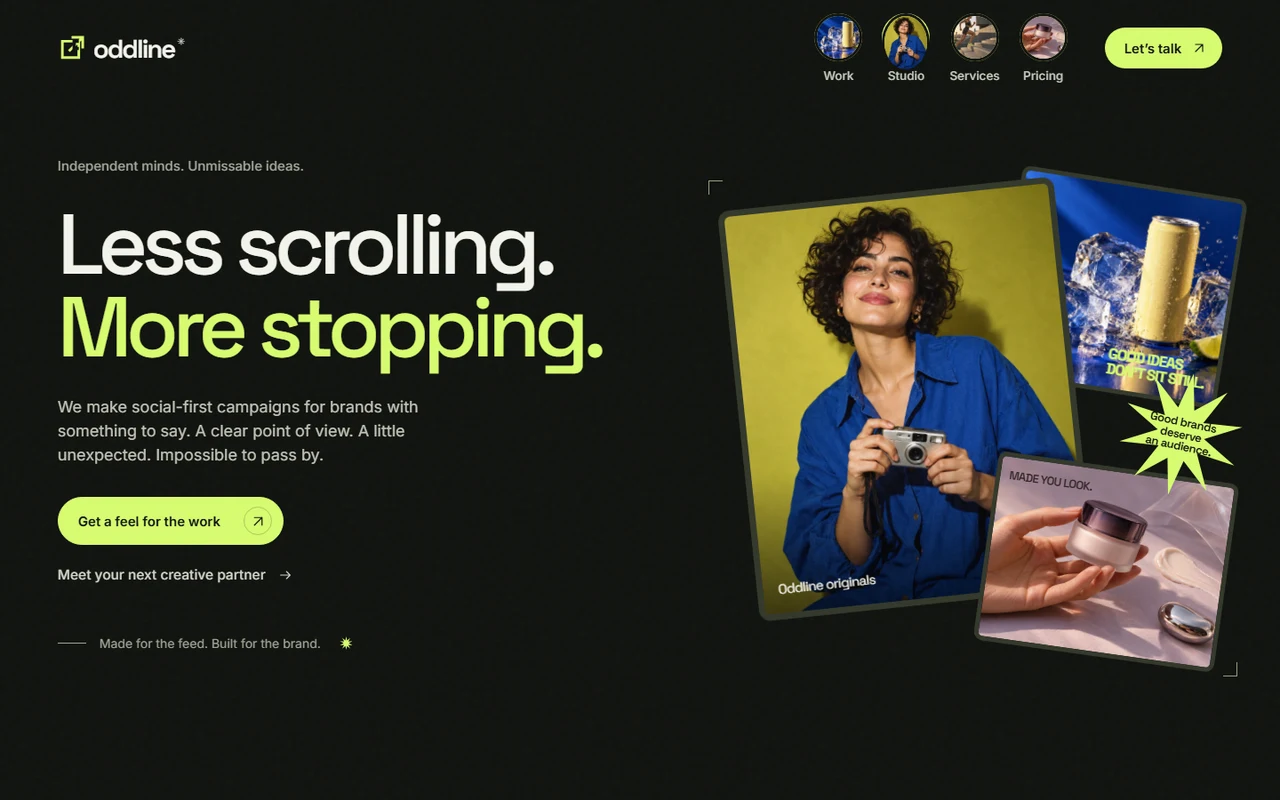 oddline*
Work
Studio
Services
Pricing
Let's talk
Independent minds. Unmissable ideas.
Less scrolling.
More stopping.
We make social-first campaigns for brands with
something to say. A clear point of view. A little
unexpected. Impossible to pass by.
Get a feel for the work
Meet your next creative partner
Made for the feed. Built for the brand.
Oddline originals
GOOD IDEAS
DON'T SIT STILL.
Good brands
deserve
an audience.
MADE YOU LOOK.